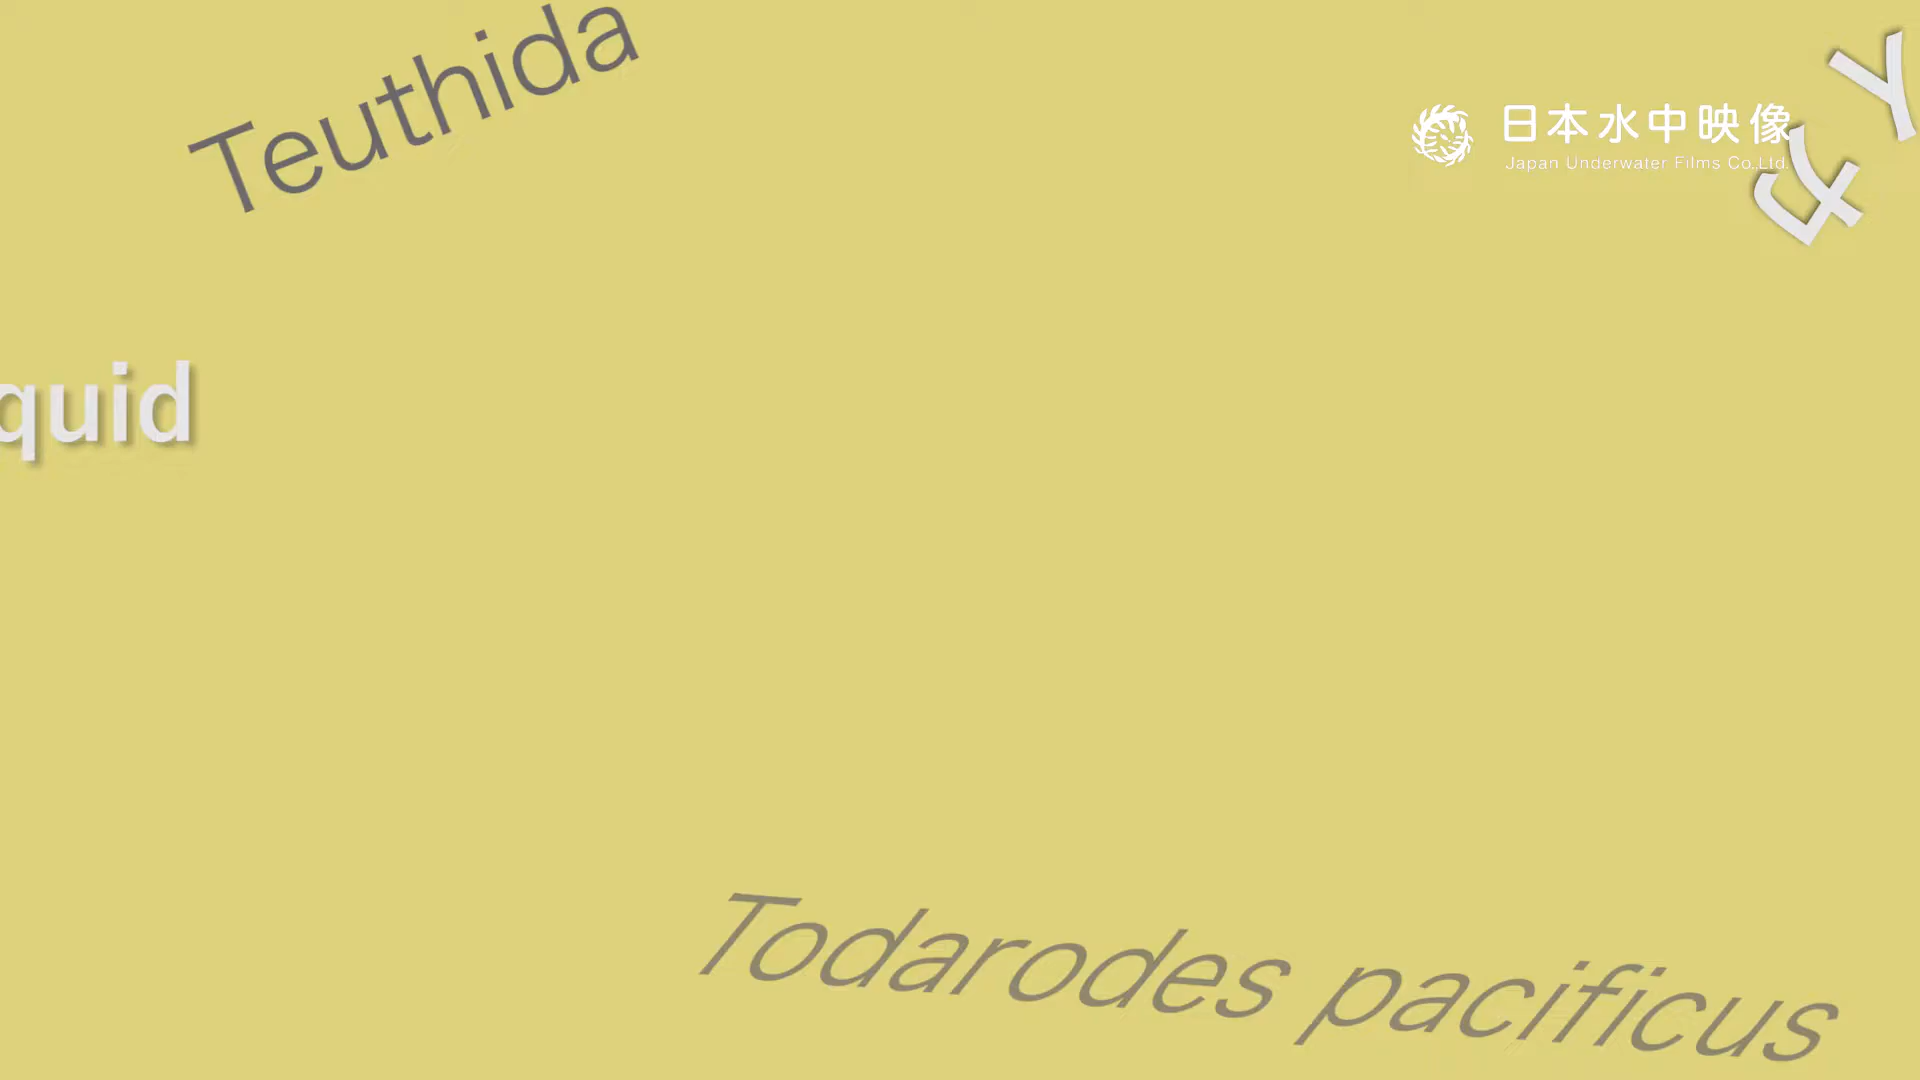 Teuthida
日本水中映像
Japan Underwater Films Co.,Ltd.
quid
Todarodes pacificus